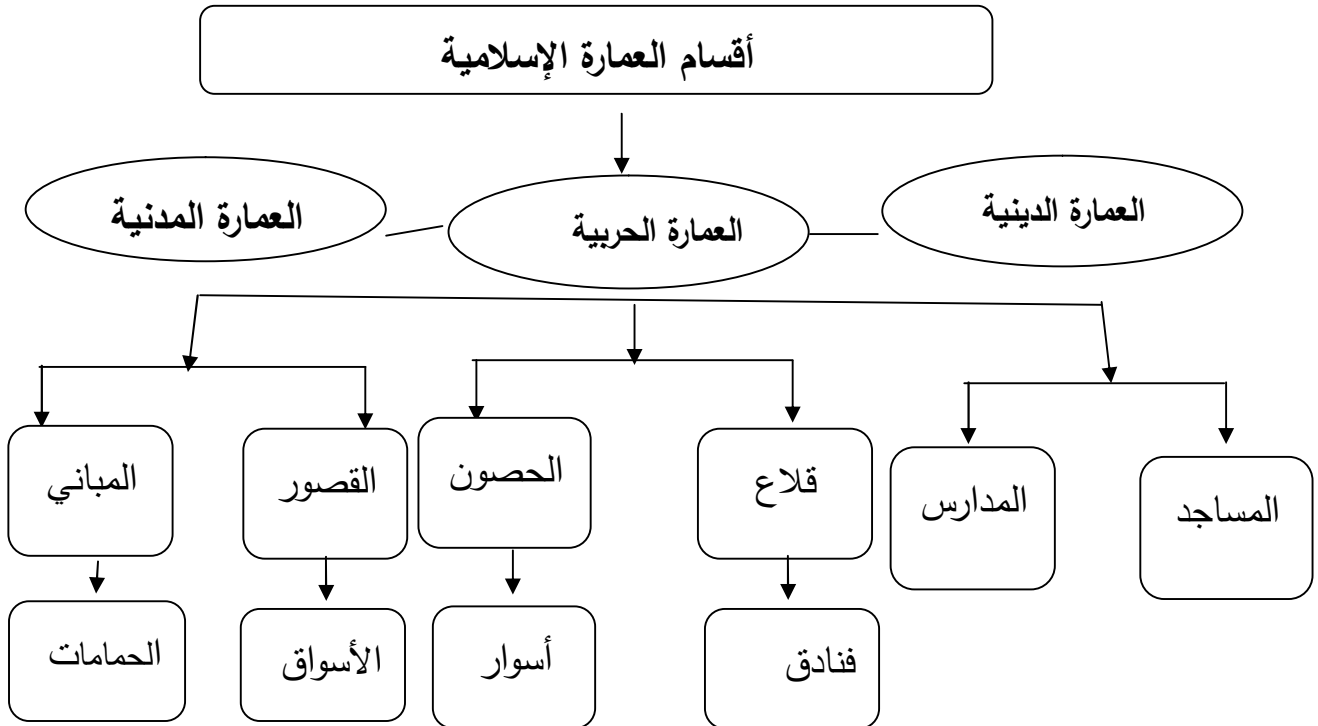 أقسام العمارة الإسلامية
العمارة الدينية
العمارة الحربية
العمارة المدنية
المساجد
المدارس
قلاع
الحصون
القصور
المباني
فنادق
أسوار
الأسواق
الحمامات